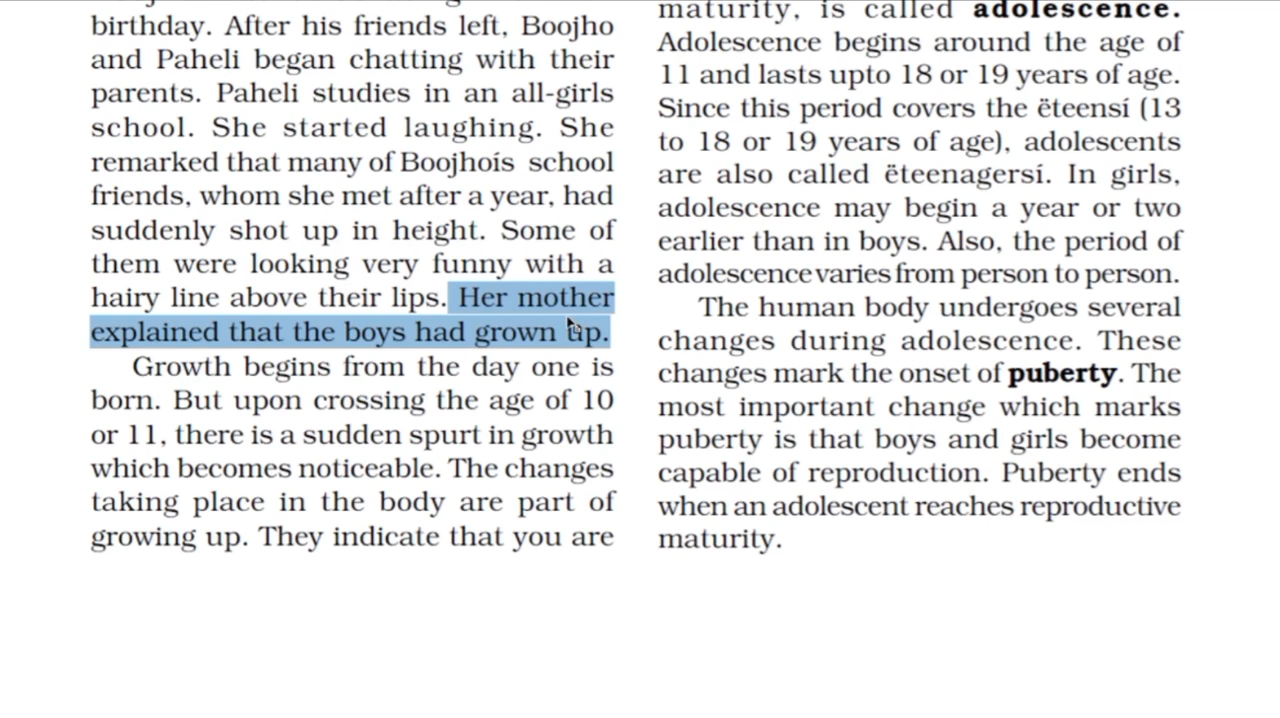 birthday. After his friends left, Boojho
and Paheli began chatting with their
parents. Paheli studies in an all-girls
school. She started laughing. She
remarked that many of Boojhoís school
friends, whom she met after a year, had
suddenly shot up in height. Some of
them were looking very funny with a
hairy line above their lips. Her mother
explained that the boys had grown up.
Growth begins from the day one is
born. But upon crossing the age of 10
or 11, there is a sudden spurt in growth
which becomes noticeable. The changes
taking place in the body are part of
growing up. They indicate that you are
maturity, is called adolescence.
Adolescence begins around the age of
11 and lasts upto 18 or 19 years of age.
Since this period covers the ëteensí (13
to 18 or 19 years of age), adolescents
are also called ëteenagersí. In girls,
adolescence may begin a year or two
earlier than in boys. Also, the period of
adolescence varies from person to person.
The human body undergoes several
changes during adolescence. These
changes mark the onset of puberty. The
most important change which marks
puberty is that boys and girls become
capable of reproduction. Puberty ends
when an adolescent reaches reproductive
maturity.